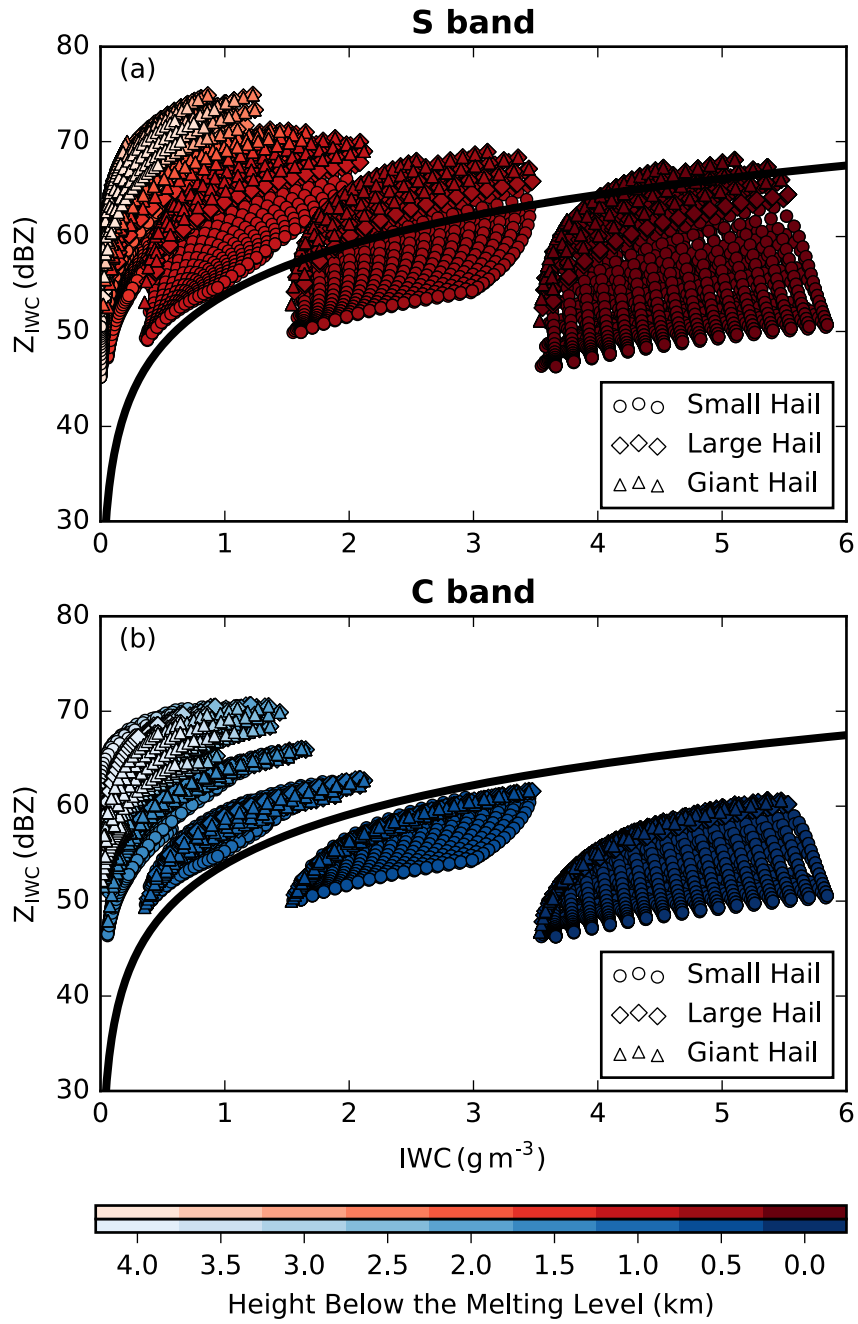 S band
(a)
80
70
60
50
40
30
Z_IWC (dBZ)
Small Hail
Large Hail
Giant Hail
0 1 2 3 4 5 6
C band
(b)
80
70
60
50
40
30
Z_IWC (dBZ)
Small Hail
Large Hail
Giant Hail
0 1 2 3 4 5 6
IWC (g m⁻³)
4.0 3.5 3.0 2.5 2.0 1.5 1.0 0.5 0.0
Height Below the Melting Level (km)